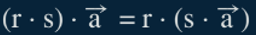 (r · s) · a⃗ = r · (s · a⃗)